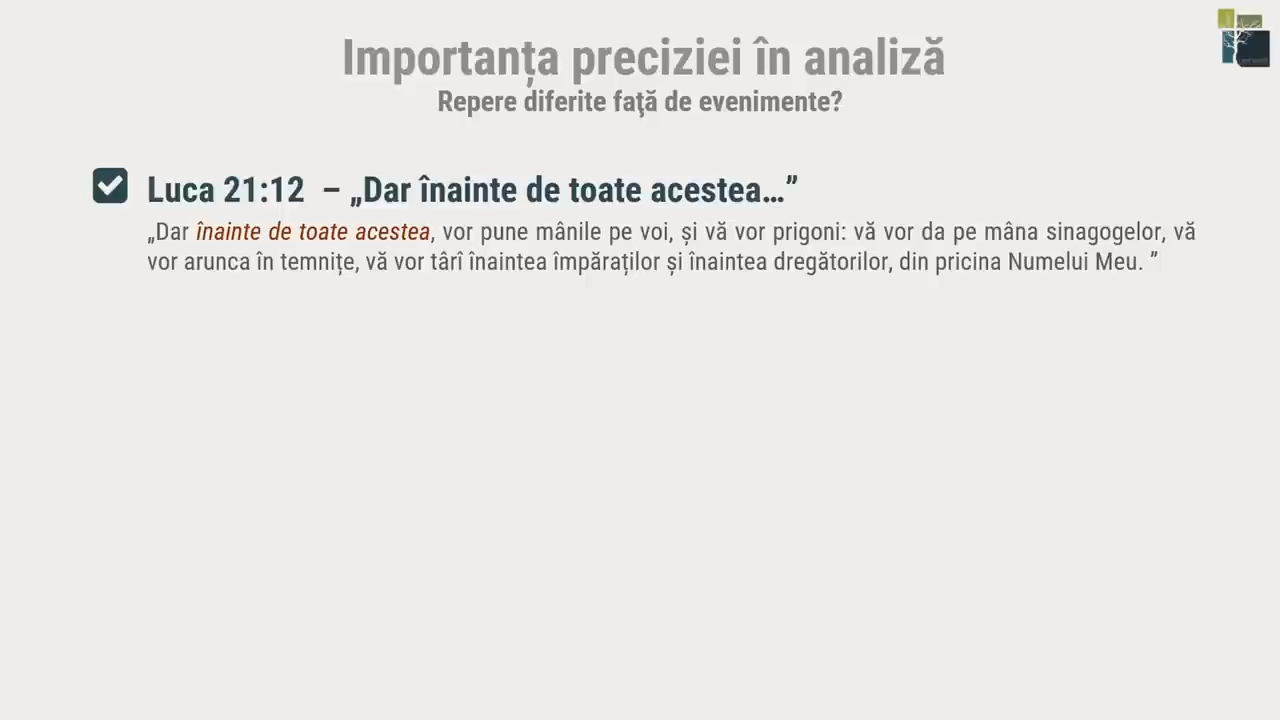 Importanța preciziei în analiză
Repere diferite faţă de evenimente?
Luca 21:12 – „Dar înainte de toate acestea…”
„Dar înainte de toate acestea, vor pune mânile pe voi, și vă vor prigoni: vă vor da pe mâna sinagogelor, vă
vor arunca în temnițe, vă vor târî înaintea împăraților și înaintea dregătorilor, din pricina Numelui Meu. ”